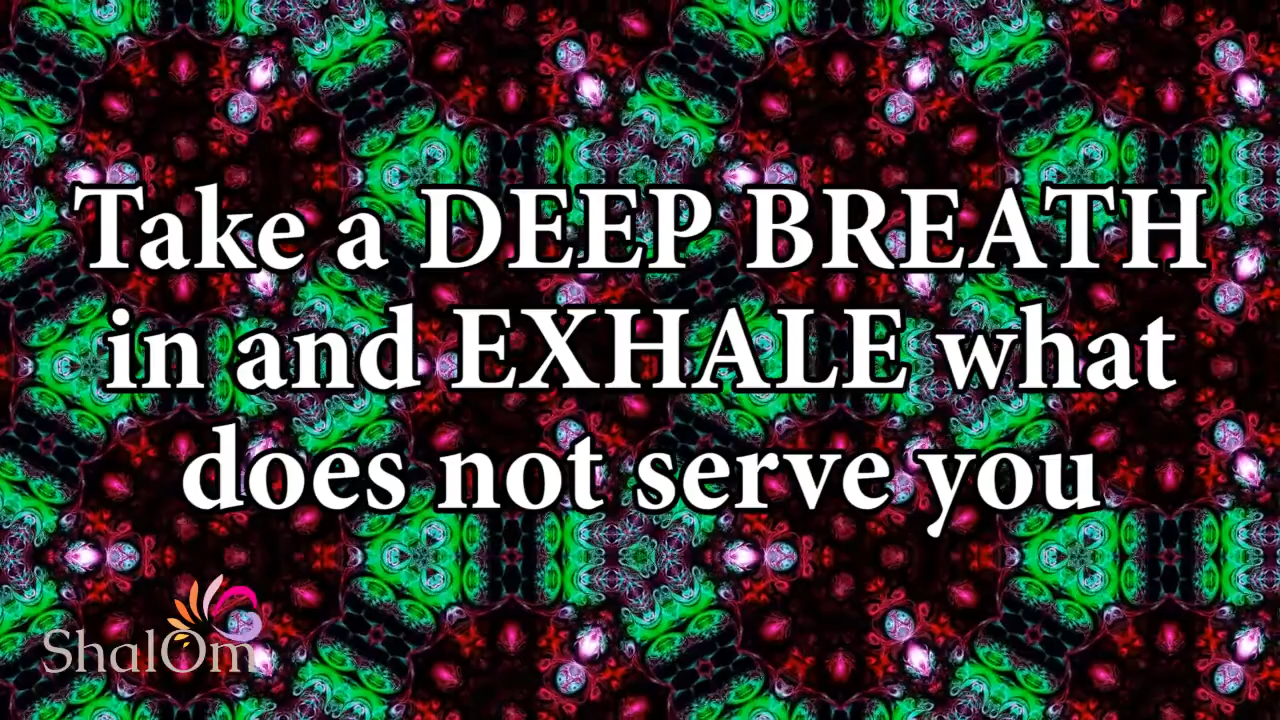 Take a DEEP BREATH
in and EXHALE what
does not serve you
ShalOm